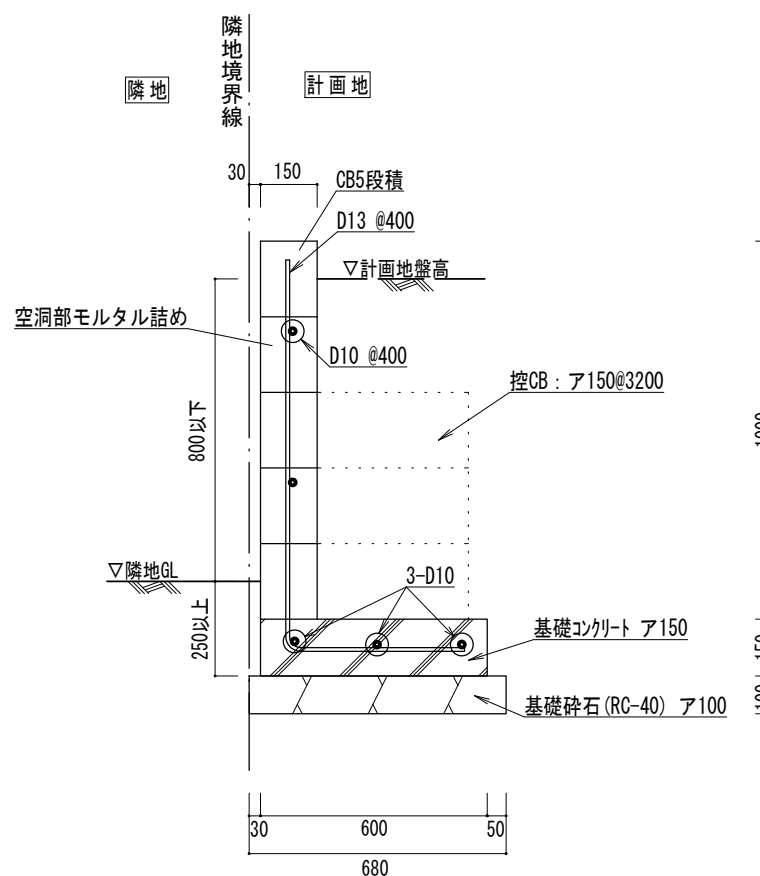 隣地境界線
隣地
計画地
30
150
CB5段積
D13 @400
▽計画地盤高
空洞部モルタル詰め
D10 @400
控CB：ア150@3200
800以下
▽隣地GL
3-D10
250以上
基礎コンクリート ア150
150
基礎砕石(RC-40) ア100
100
30
600
50
680